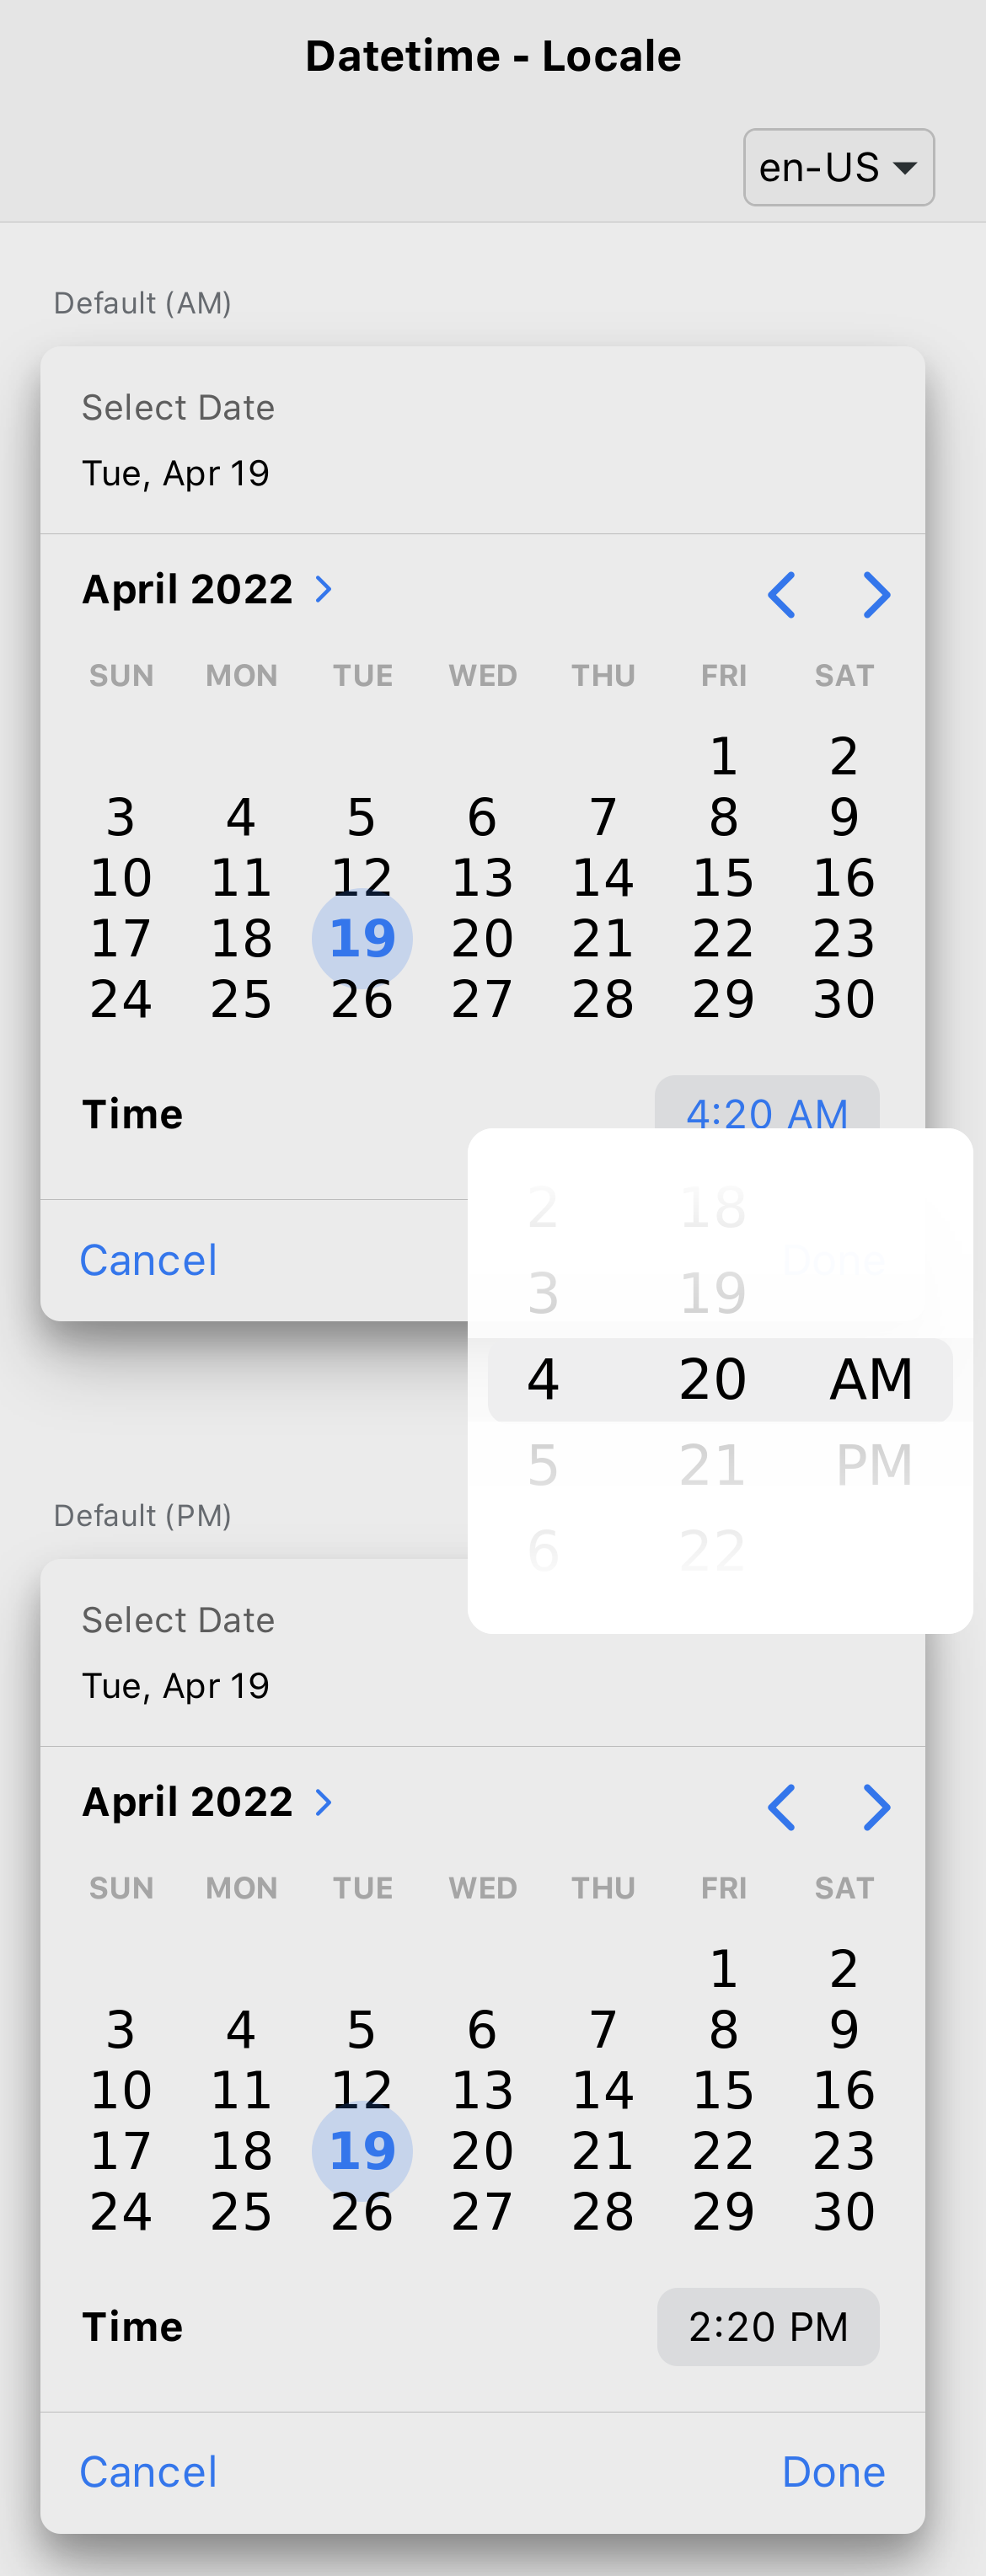 Datetime - Locale
en-US
Default (AM)
Select Date
Tue, Apr 19
April 2022
SUN MON TUE WED THU FRI SAT
1 2
3 4 5 6 7 8 9
10 11 12 13 14 15 16
17 18 19 20 21 22 23
24 25 26 27 28 29 30
Time 4:20 AM
2 18
Cancel Done
3 19
4 20 AM
5 21 PM
6 22
Default (PM)
Select Date
Tue, Apr 19
April 2022
SUN MON TUE WED THU FRI SAT
1 2
3 4 5 6 7 8 9
10 11 12 13 14 15 16
17 18 19 20 21 22 23
24 25 26 27 28 29 30
Time 2:20 PM
Cancel Done